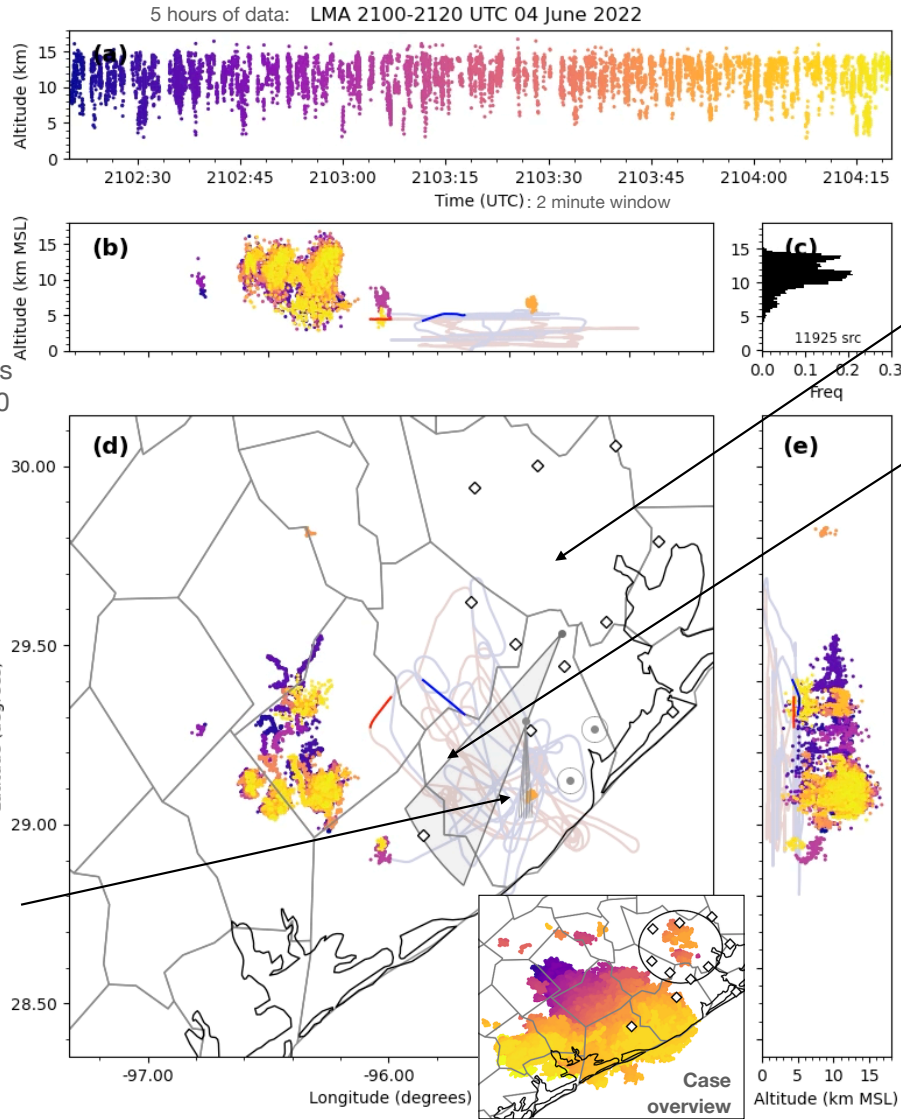 5 hours of data: LMA 2100-2120 UTC 04 June 2022
(a)
Altitude (km)
15
10
5
0
2102:30 2102:45 2103:00 2103:15 2103:30 2103:45 2104:00 2104:15
Time (UTC): 2 minute window
(b)
Altitude (km MSL)
15
10
5
0
(c)
15
10
5
0
11925 src
0.0 0.1 0.2 0.3
Freq
(d)
30.00
29.50
29.00
28.50
-97.00 -96.00
Longitude (degrees)
Case
overview
(e)
0 5 10 15
Altitude (km MSL)